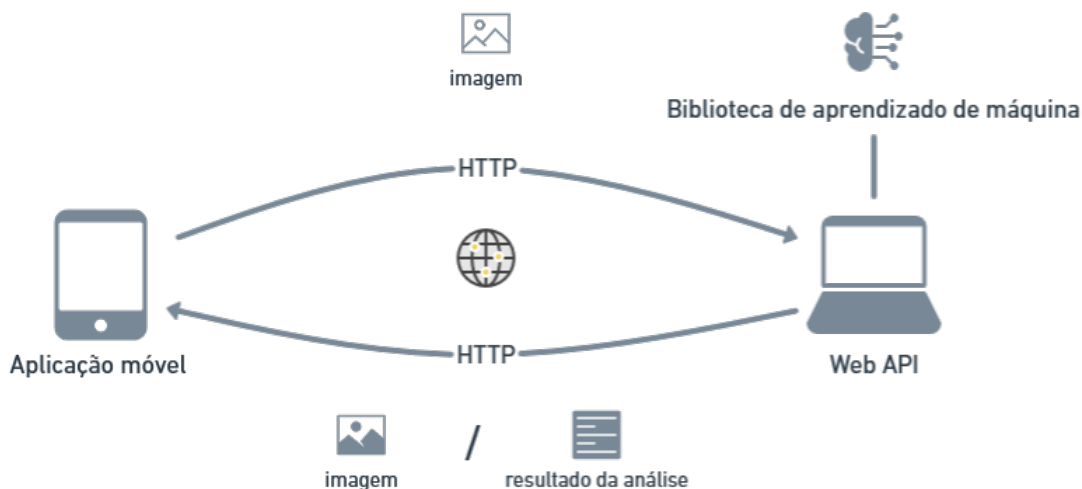 imagem
Biblioteca de aprendizado de máquina
HTTP
Aplicação móvel
Web API
HTTP
/
imagem
resultado da análise